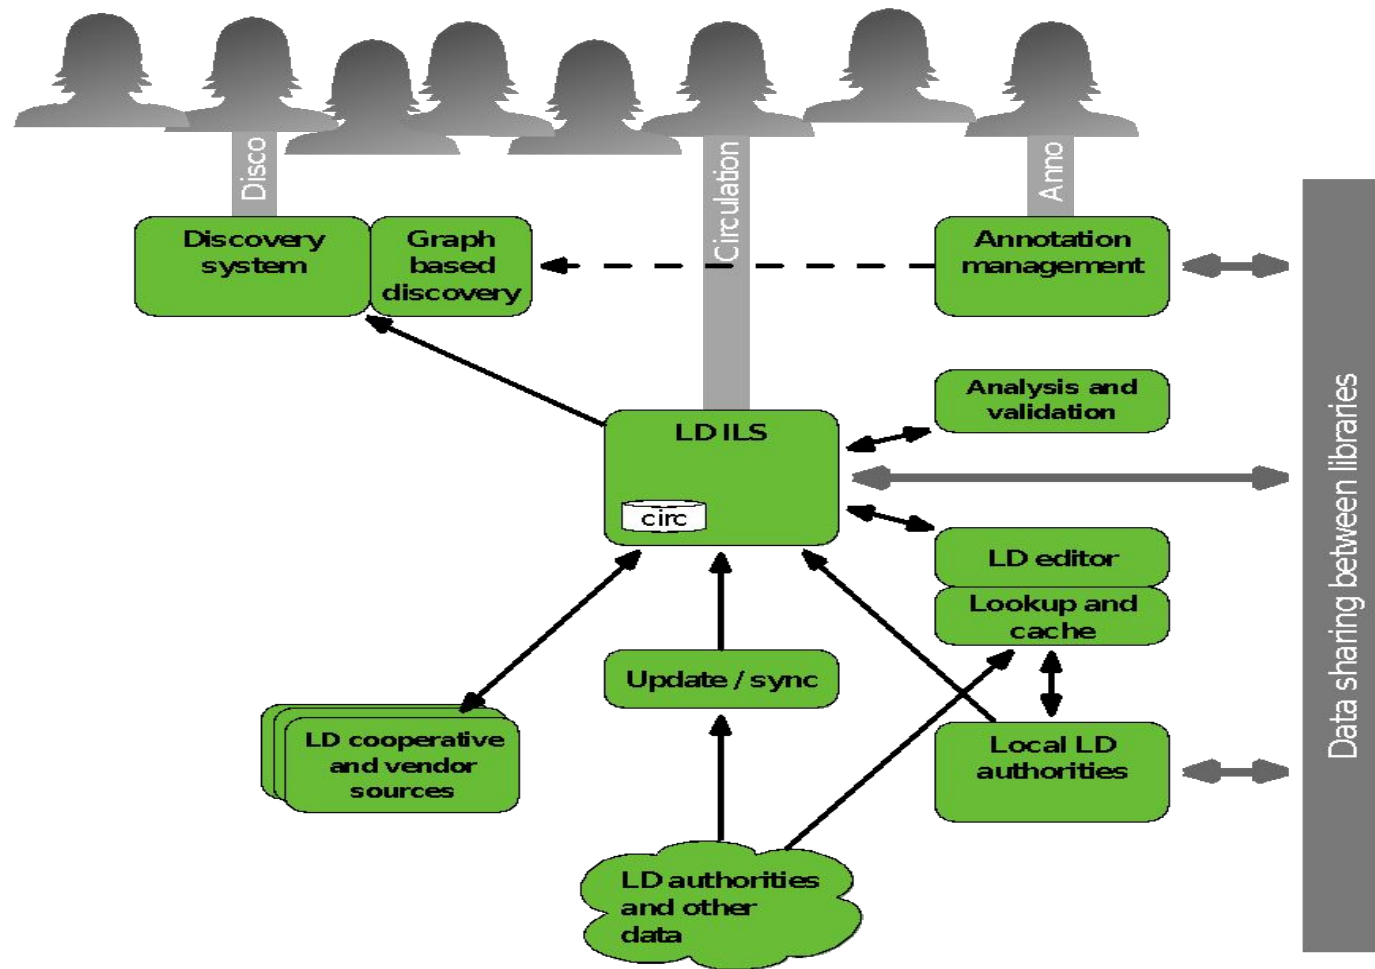 Disco
Circulation
Anno
Discovery
system
Graph
based
discovery
Annotation
management
Analysis and
validation
LD ILS
circ
LD editor
Lookup and
cache
Update / sync
LD cooperative
and vendor
sources
Local LD
authorities
LD authorities
and other
data
Data sharing between libraries